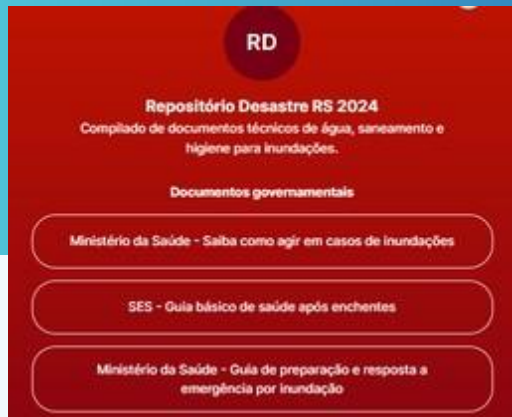 RD
Repositório Desastre RS 2024
Compilado de documentos técnicos de água, saneamento e
higiene para inundações.
Documentos governamentais
Ministério da Saúde - Saiba como agir em casos de inundações
SES - Guia básico de saúde após enchentes
Ministério da Saúde - Guia de preparação e resposta a
emergência por inundação